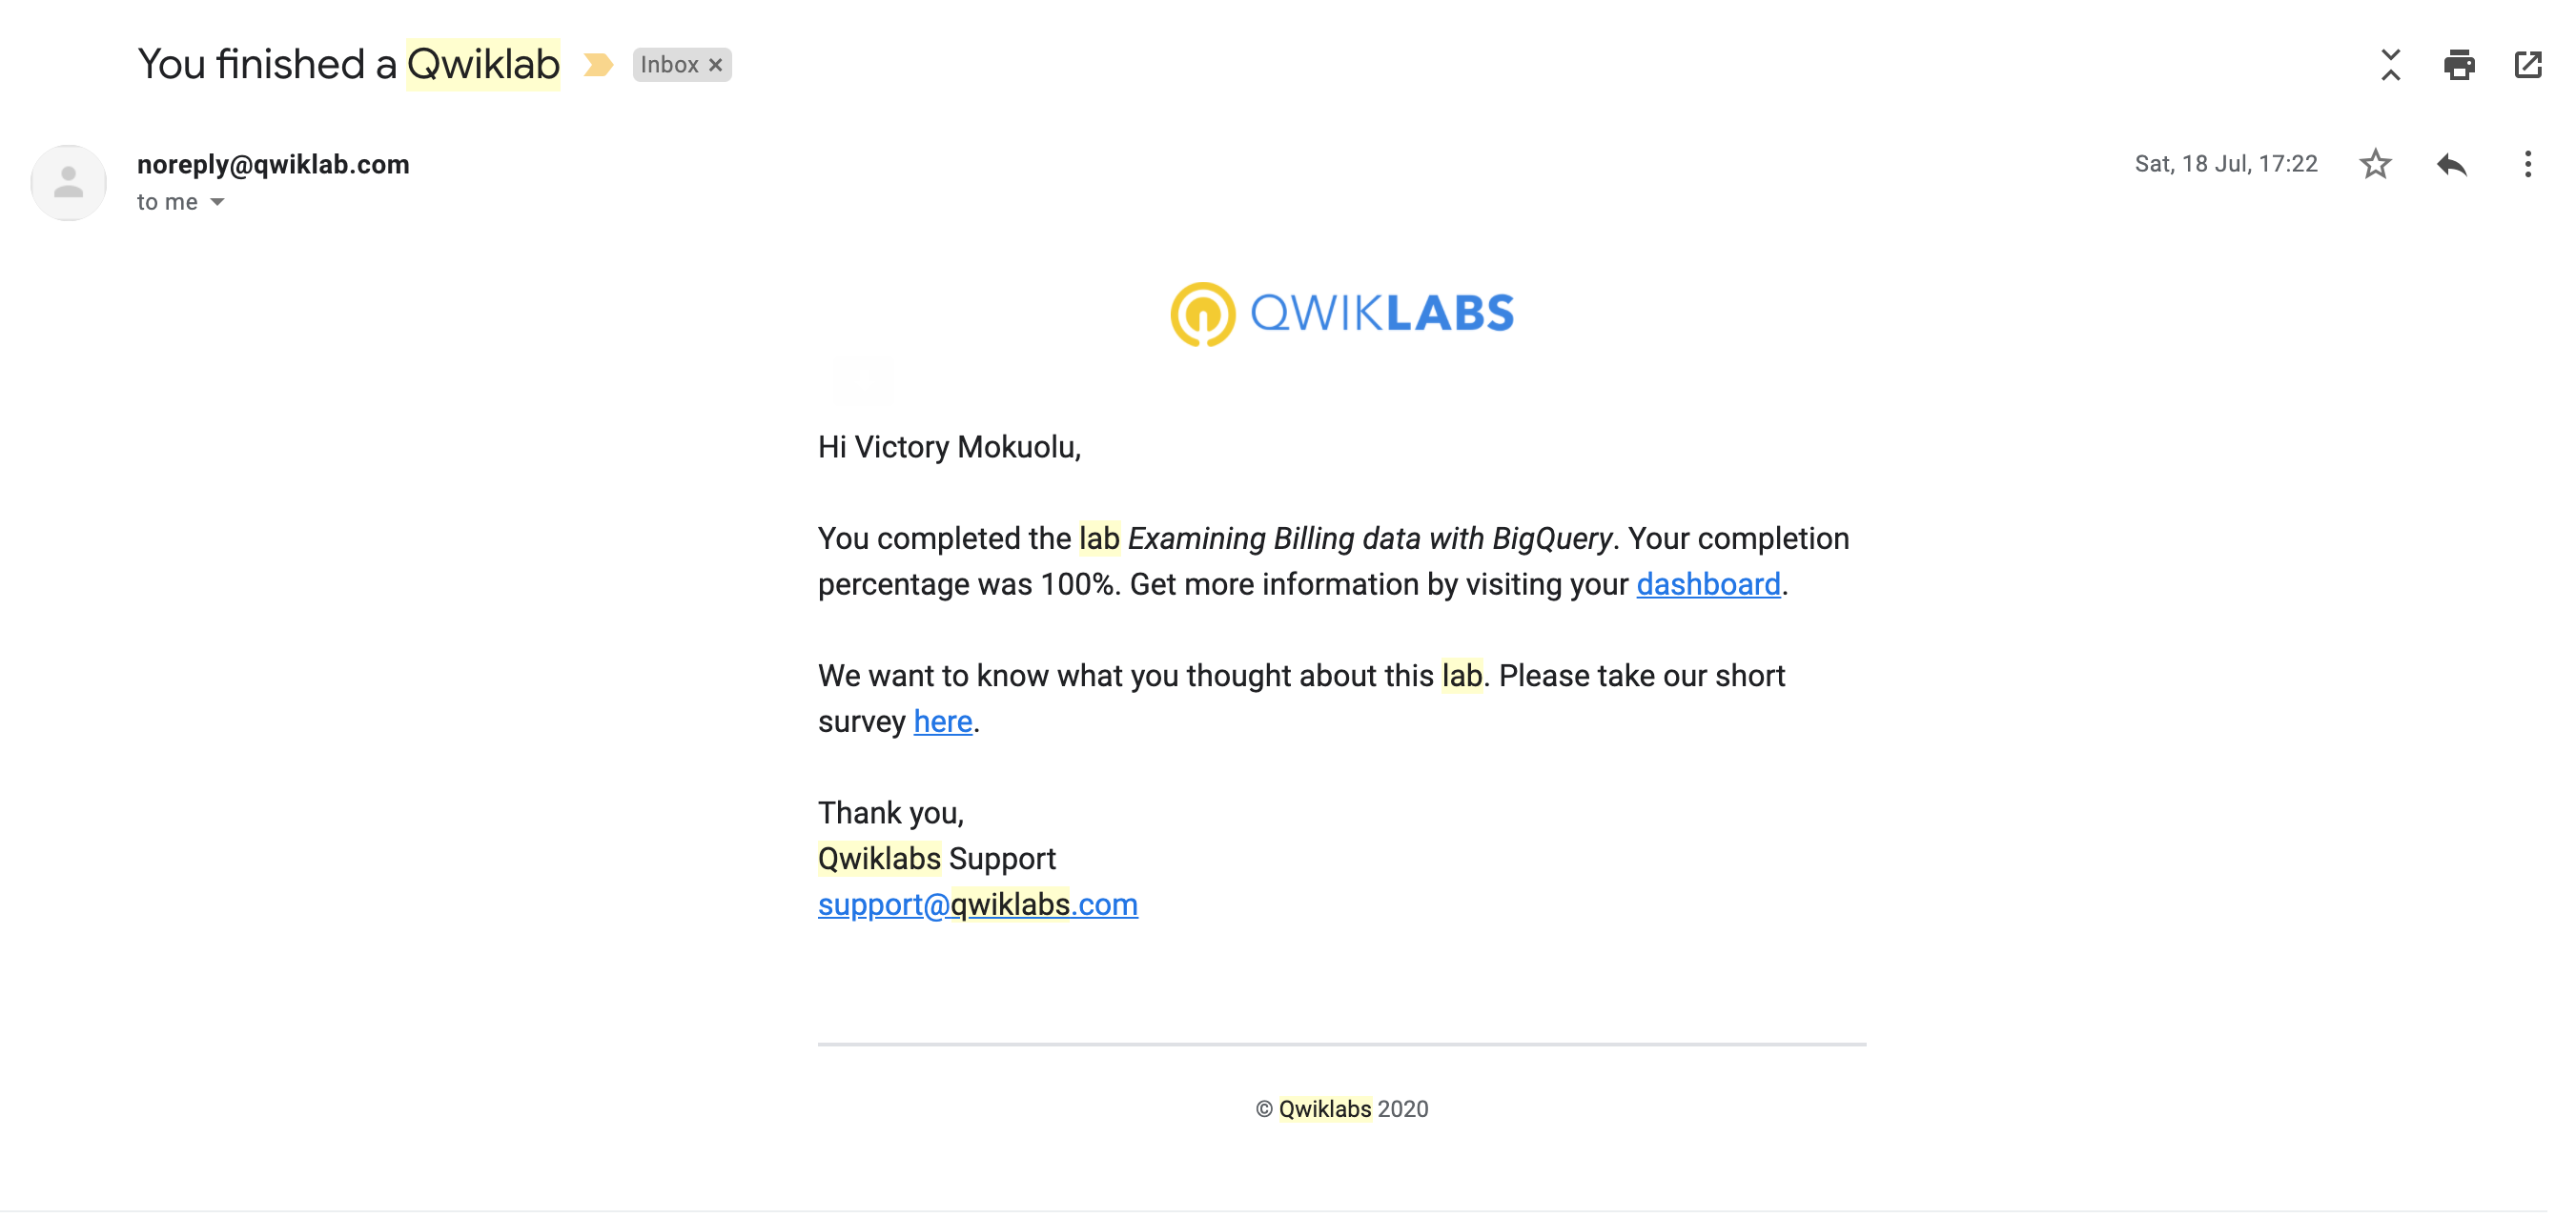 You finished a Qwiklab
Inbox ×
noreply@qwiklab.com
Sat, 18 Jul, 17:22
to me
QWIKLABS
Hi Victory Mokuolu,
You completed the lab Examining Billing data with BigQuery. Your completion
percentage was 100%. Get more information by visiting your dashboard.
We want to know what you thought about this lab. Please take our short
survey here.
Thank you,
Qwiklabs Support
support@qwiklabs.com
© Qwiklabs 2020